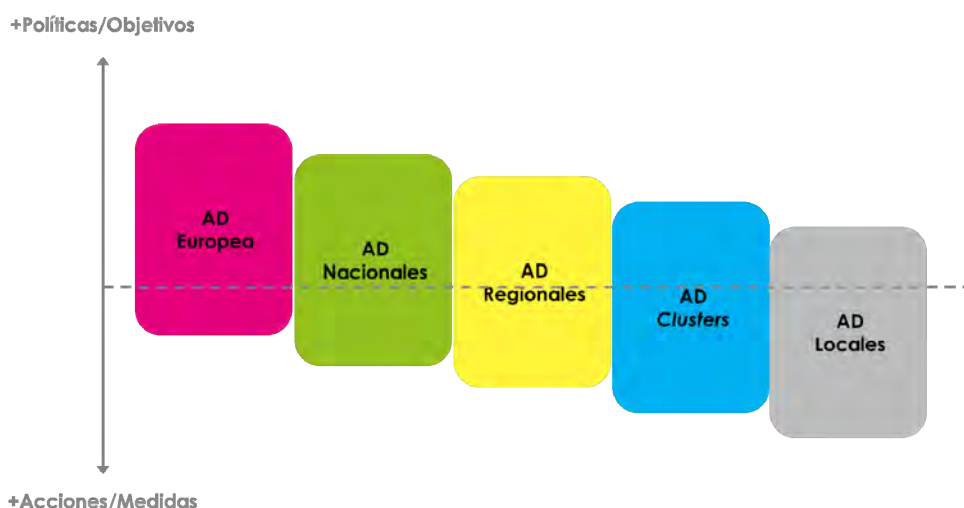 +Políticas/Objetivos
AD
Europea
AD
Nacionales
AD
Regionales
AD
Clusters
AD
Locales
+Acciones/Medidas